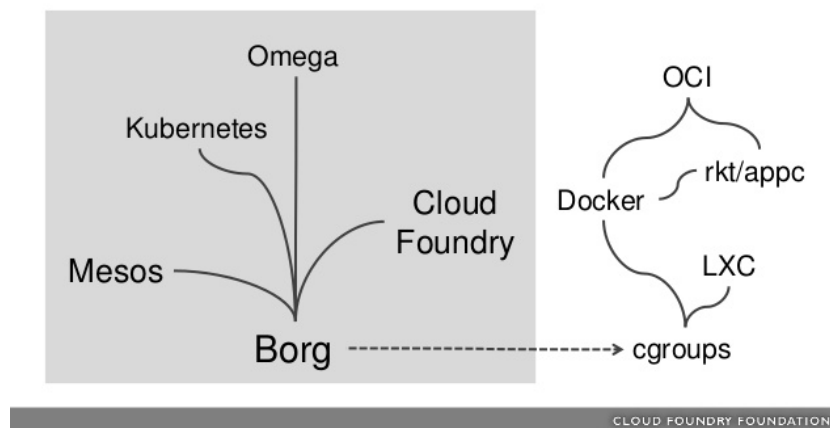 Omega
Kubernetes
Cloud
Foundry
Mesos
Borg
OCI
rkt/appc
Docker
LXC
cgroups
CLOUD FOUNDRY FOUNDATION